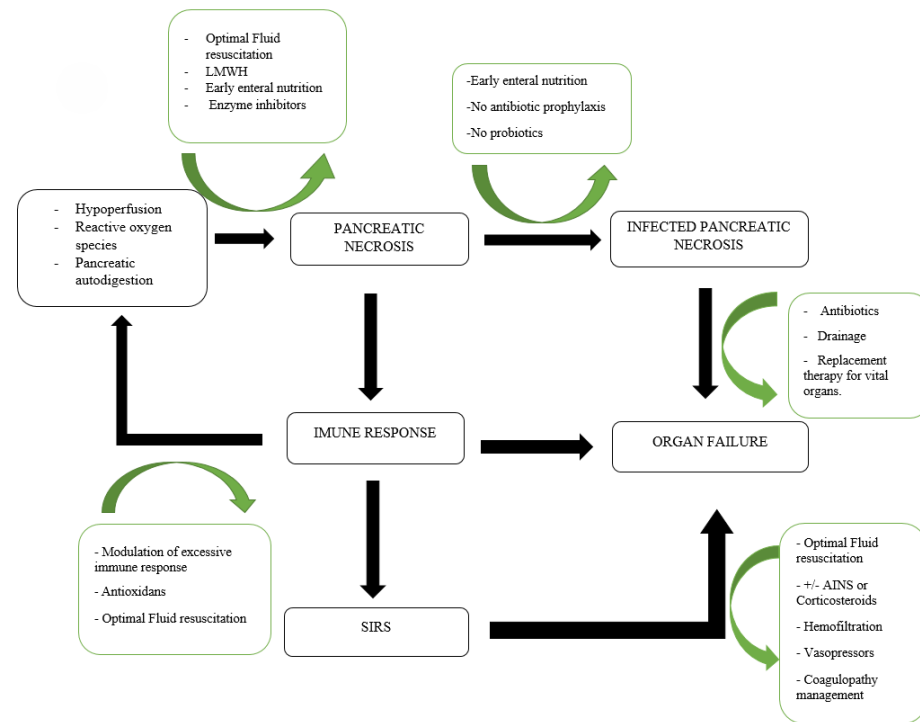 - Optimal Fluid
resuscitation
- LMWH
- Early enteral nutrition
- Enzyme inhibitors
-Early enteral nutrition
-No antibiotic prophylaxis
-No probiotics
- Hypoperfusion
- Reactive oxygen
species
- Pancreatic
autodigestion
PANCREATIC
NECROSIS
INFECTED PANCREATIC
NECROSIS
- Antibiotics
- Drainage
- Replacement
therapy for vital
organs.
IMUNE RESPONSE
ORGAN FAILURE
- Modulation of excessive
immune response
- Antioxidans
- Optimal Fluid resuscitation
SIRS
- Optimal Fluid
resuscitation
- +/- AINS or
Corticosteroids
- Hemofiltration
- Vasopressors
- Coagulopathy
management